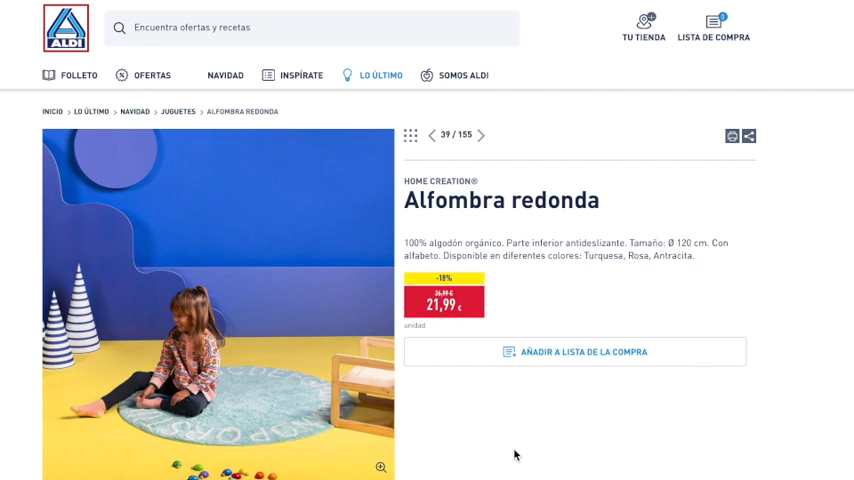 ALDI
Encuentra ofertas y recetas
TU TIENDA
0
LISTA DE COMPRA
FOLLETO
OFERTAS
NAVIDAD
INSPÍRATE
LO ÚLTIMO
SOMOS ALDI
INICIO > LO ÚLTIMO > NAVIDAD > JUGUETES > ALFOMBRA REDONDA
39 / 155
HOME CREATION®
Alfombra redonda
100% algodón orgánico. Parte inferior antideslizante. Tamaño: Ø 120 cm. Con
alfabeto. Disponible en diferentes colores: Turquesa, Rosa, Antracita.
-18%
26,99 €
21,99 €
unidad
AÑADIR A LISTA DE LA COMPRA